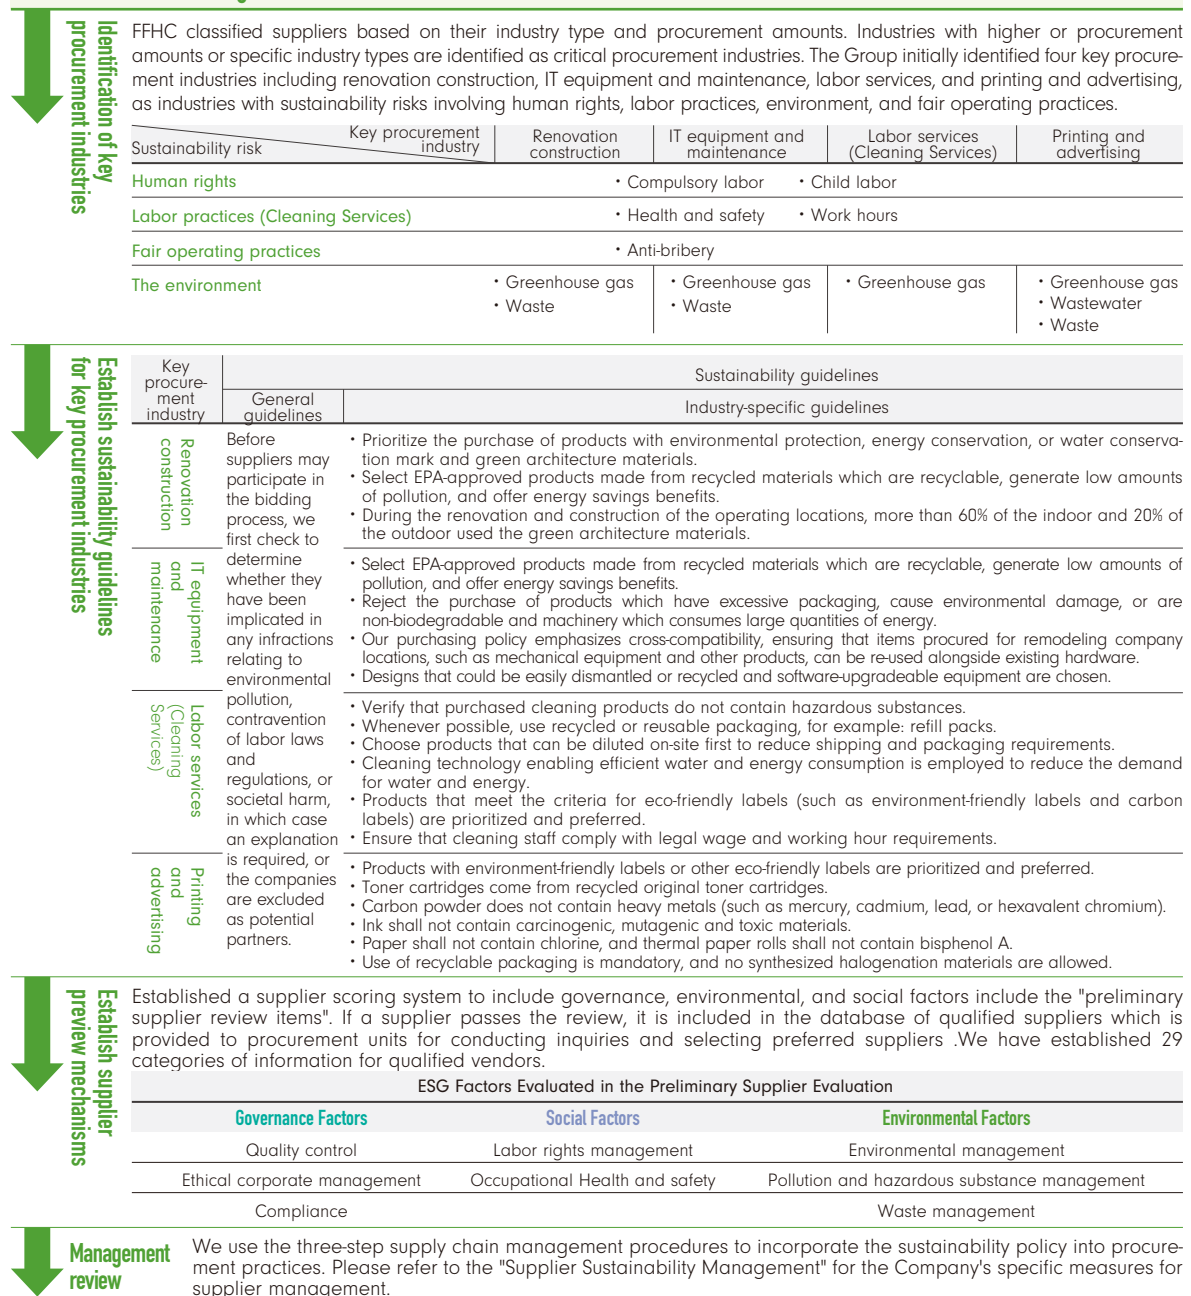 Identification of key
procurement industries
FFHC classified suppliers based on their industry type and procurement amounts. Industries with higher or procurement
amounts or specific industry types are identified as critical procurement industries. The Group initially identified four key procure-
ment industries including renovation construction, IT equipment and maintenance, labor services, and printing and advertising,
as industries with sustainability risks involving human rights, labor practices, environment, and fair operating practices.
Key procurement
industry
Sustainability risk
Renovation
construction
IT equipment and
maintenance
Labor services
(Cleaning Services)
Printing and
advertising
Human rights
• Compulsory labor • Child labor
Labor practices (Cleaning Services)
• Health and safety • Work hours
Fair operating practices
• Anti-bribery
The environment
• Greenhouse gas
• Waste
• Greenhouse gas
• Waste
• Greenhouse gas
• Greenhouse gas
• Wastewater
• Waste
Establish sustainability guidelines
for key procurement industries
Key
procure-
ment
industry
Sustainability guidelines
General
guidelines
Industry-specific guidelines
Renovation
construction
Before
suppliers may
participate in
the bidding
process, we
first check to
determine
whether they
have been
implicated in
any infractions
relating to
environmental
pollution,
contravention
of labor laws
and
regulations, or
societal harm,
in which case
an explanation
is required, or
the companies
are excluded
as potential
partners.
• Prioritize the purchase of products with environmental protection, energy conservation, or water conserva-
tion mark and green architecture materials.
• Select EPA-approved products made from recycled materials which are recyclable, generate low amounts
of pollution, and offer energy savings benefits.
• During the renovation and construction of the operating locations, more than 60% of the indoor and 20% of
the outdoor used the green architecture materials.
IT equipment
and
maintenance
• Select EPA-approved products made from recycled materials which are recyclable, generate low amounts of
pollution, and offer energy savings benefits.
• Reject the purchase of products which have excessive packaging, cause environmental damage, or are
non-biodegradable and machinery which consumes large quantities of energy.
• Our purchasing policy emphasizes cross-compatibility, ensuring that items procured for remodeling company
locations, such as mechanical equipment and other products, can be re-used alongside existing hardware.
• Designs that could be easily dismantled or recycled and software-upgradeable equipment are chosen.
Labor services
(Cleaning
Services)
• Verify that purchased cleaning products do not contain hazardous substances.
• Whenever possible, use recycled or reusable packaging, for example: refill packs.
• Choose products that can be diluted on-site first to reduce shipping and packaging requirements.
• Cleaning technology enabling efficient water and energy consumption is employed to reduce the demand
for water and energy.
• Products that meet the criteria for eco-friendly labels (such as environment-friendly labels and carbon
labels) are prioritized and preferred.
• Ensure that cleaning staff comply with legal wage and working hour requirements.
Printing
and
advertising
• Products with environment-friendly labels or other eco-friendly labels are prioritized and preferred.
• Toner cartridges come from recycled original toner cartridges.
• Carbon powder does not contain heavy metals (such as mercury, cadmium, lead, or hexavalent chromium).
• Ink shall not contain carcinogenic, mutagenic and toxic materials.
• Paper shall not contain chlorine, and thermal paper rolls shall not contain bisphenol A.
• Use of recyclable packaging is mandatory, and no synthesized halogenation materials are allowed.
Establish supplier
preview mechanisms
Established a supplier scoring system to include governance, environmental, and social factors include the "preliminary
supplier review items". If a supplier passes the review, it is included in the database of qualified suppliers which is
provided to procurement units for conducting inquiries and selecting preferred suppliers .We have established 29
categories of information for qualified vendors.
ESG Factors Evaluated in the Preliminary Supplier Evaluation
Governance Factors Social Factors Environmental Factors
Quality control Labor rights management Environmental management
Ethical corporate management Occupational Health and safety Pollution and hazardous substance management
Compliance Waste management
Management
review
We use the three-step supply chain management procedures to incorporate the sustainability policy into procure-
ment practices. Please refer to the "Supplier Sustainability Management" for the Company's specific measures for
supplier management.